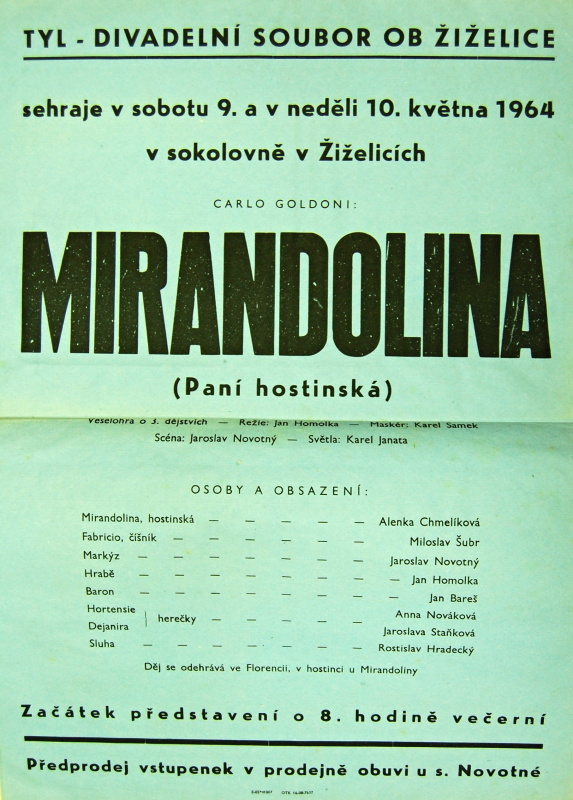 TYL - DIVADELNÍ SOUBOR OB ŽIŽELICE
sehraje v sobotu 9. a v neděli 10. května 1964
v sokolovně v Žiželicích
CARLO GOLDONI:
MIRANDOLINA
(Paní hostinská)
Veselohra o 3. dějstvích — Režie: Jan Homolka — Maskér: Karel Samek
Scéna: Jaroslav Novotný — Světla: Karel Janata
OSOBY A OBSAZENÍ:
Mirandolina, hostinská — — — — — Alenka Chmelíková
Fabricio, číšník — — — — — — Miloslav Šubr
Markýz — — — — — — — Jaroslav Novotný
Hrabě — — — — — — — — Jan Homolka
Baron — — — — — — — — Jan Bareš
Hortensie | herečky — — — — — Anna Nováková
Dejanira Jaroslava Staňková
Sluha — — — — — — — Rostislav Hradecký
Děj se odehrává ve Florencii, v hostinci u Mirandolíny
Začátek představení o 8. hodině večerní
Předprodej vstupenek v prodejně obuvi u s. Novotné